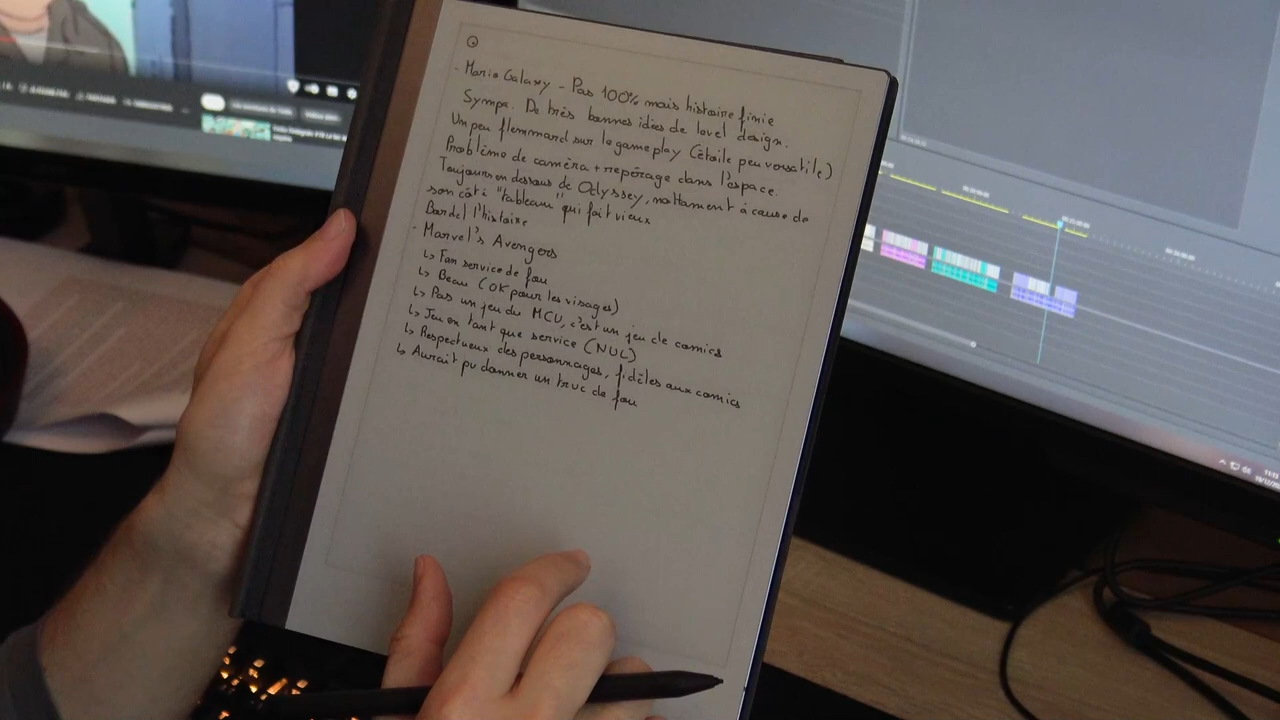 - Mario Galaxy - Pas 100% mais histoire finie
Sympa. De très bonnes idées de level design.
Un peu flemmard sur le gameplay (étoile peu versatile)
Problème de caméra + repérage dans l'espace.
Toujours en dessous de Odyssey, nottament à cause de
son côté "tableau" qui fait vieux
Bordel l'histoire
- Marvel's Avengers
↳ Fan service de fou
↳ Beau (OK pour les visages)
↳ Pas un jeu du MCU, c'est un jeu de comics
↳ Jeu en tant que service (NUL)
↳ Respectueux des personnages, fidèles aux comics
↳ Aurait pu donner un truc de fou